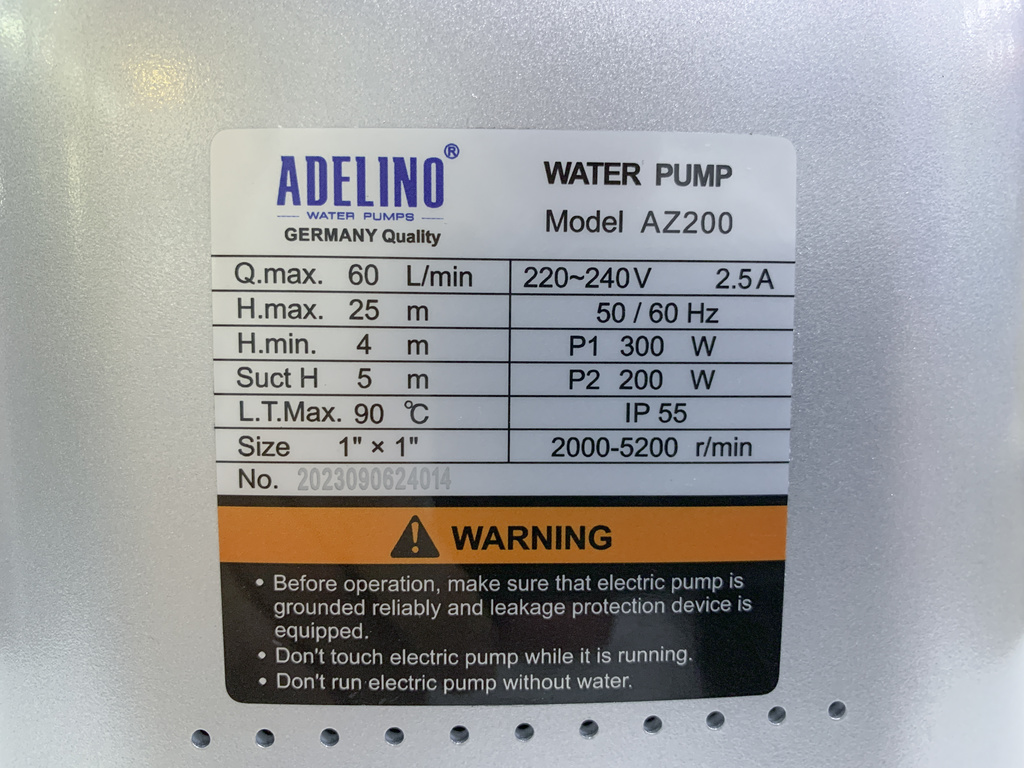 ADELINO®
WATER PUMPS
GERMANY Quality
WATER PUMP
Model AZ200
Q.max. 60 L/min
220~240V 2.5A
H.max. 25 m
50 / 60 Hz
H.min. 4 m
P1 300 W
Suct H 5 m
P2 200 W
L.T.Max. 90 ℃
IP 55
Size 1" × 1"
2000-5200 r/min
No. 2023090624014
WARNING
• Before operation, make sure that electric pump is
grounded reliably and leakage protection device is
equipped.
• Don't touch electric pump while it is running.
• Don't run electric pump without water.